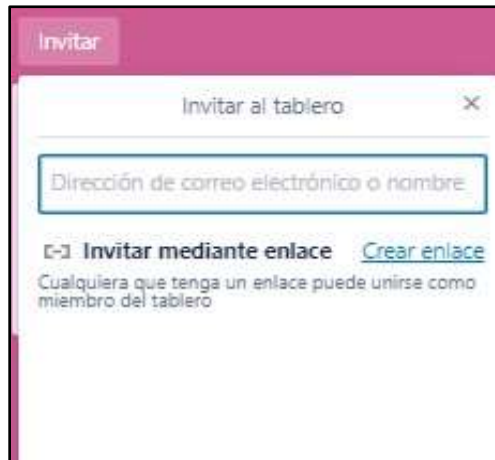 Invitar
Invitar al tablero
Dirección de correo electrónico o nombre
Invitar mediante enlace Crear enlace
Cualquiera que tenga un enlace puede unirse como
miembro del tablero